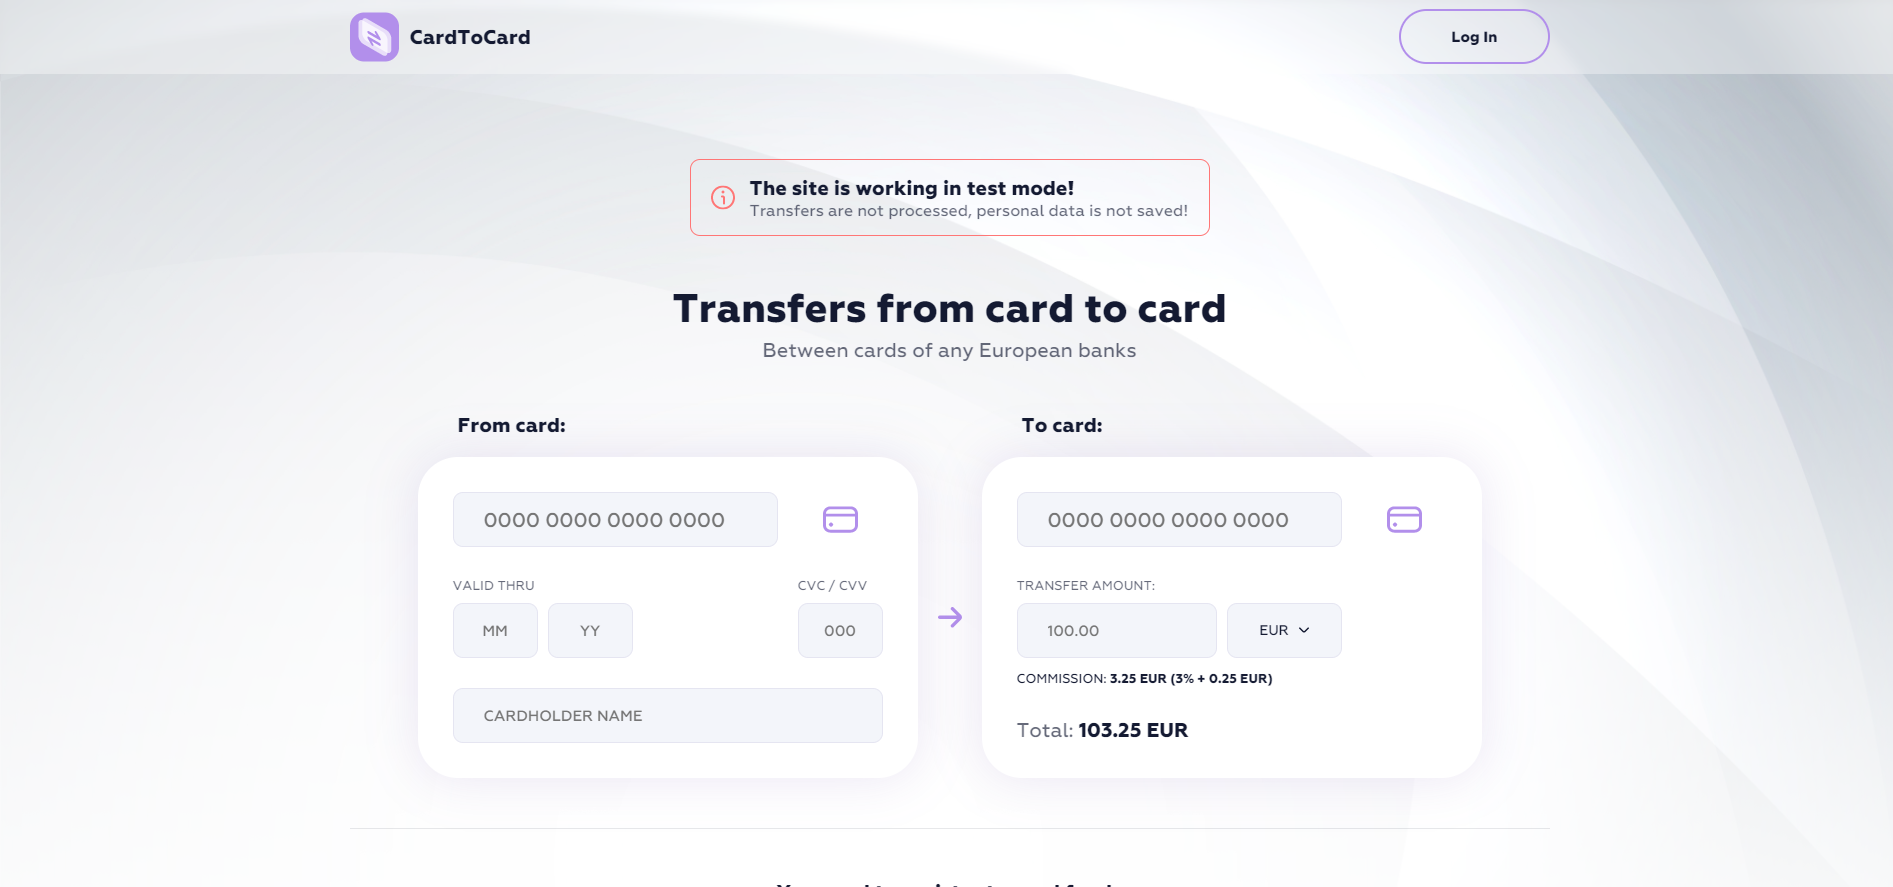 CardToCard
Log In
The site is working in test mode!
Transfers are not processed, personal data is not saved!
Transfers from card to card
Between cards of any European banks
From card:
To card:
0000 0000 0000 0000
0000 0000 0000 0000
VALID THRU
CVC / CVV
TRANSFER AMOUNT:
MM
YY
000
100.00
EUR
COMMISSION: 3.25 EUR (3% + 0.25 EUR)
CARDHOLDER NAME
Total: 103.25 EUR